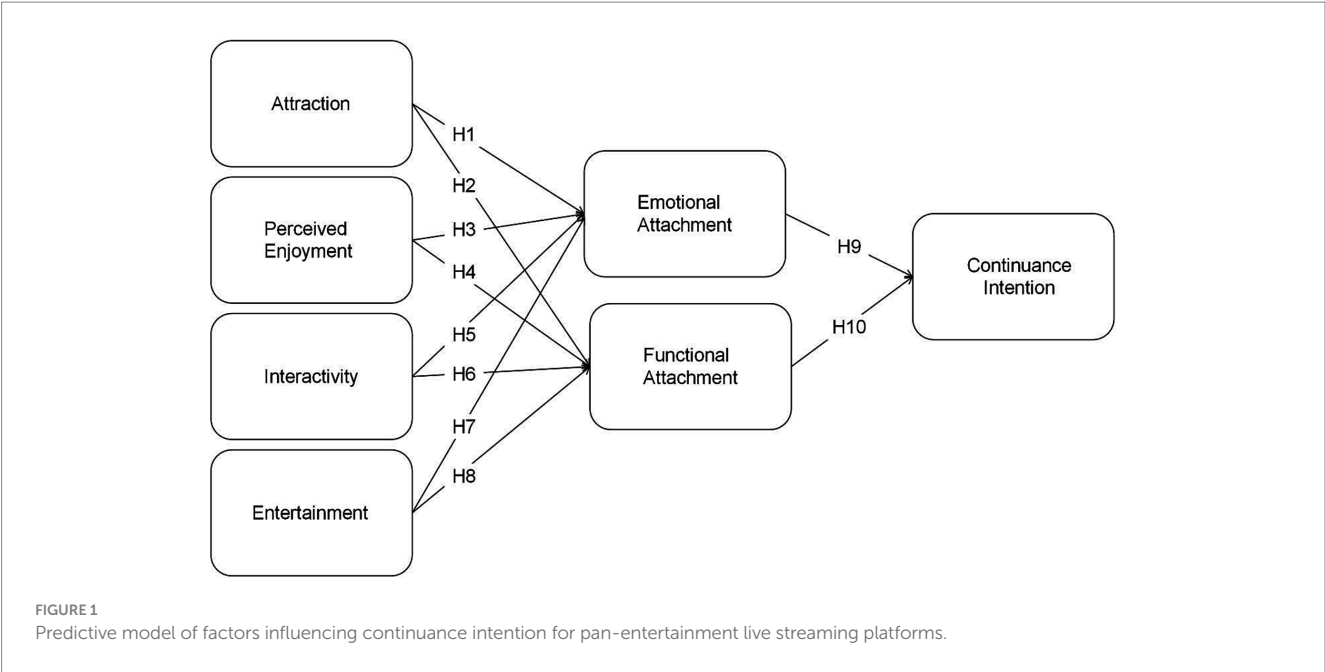 Attraction
Perceived
Enjoyment
Interactivity
Entertainment
H1
H2
H3
H4
H5
H6
H7
H8
Emotional
Attachment
Functional
Attachment
H9
H10
Continuance
Intention
FIGURE 1
Predictive model of factors influencing continuance intention for pan-entertainment live streaming platforms.